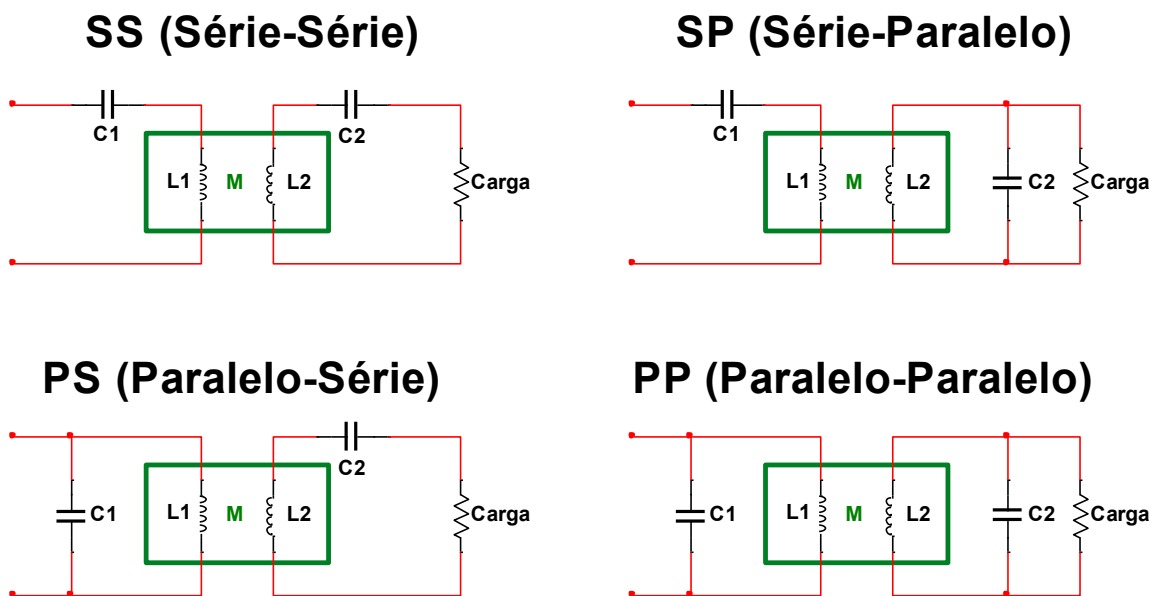 SS (Série-Série)
C1
C2
L1 M L2
Carga
SP (Série-Paralelo)
C1
L1 M L2
C2
Carga
PS (Paralelo-Série)
C2
C1
L1 M L2
Carga
PP (Paralelo-Paralelo)
C1
L1 M L2
C2
Carga